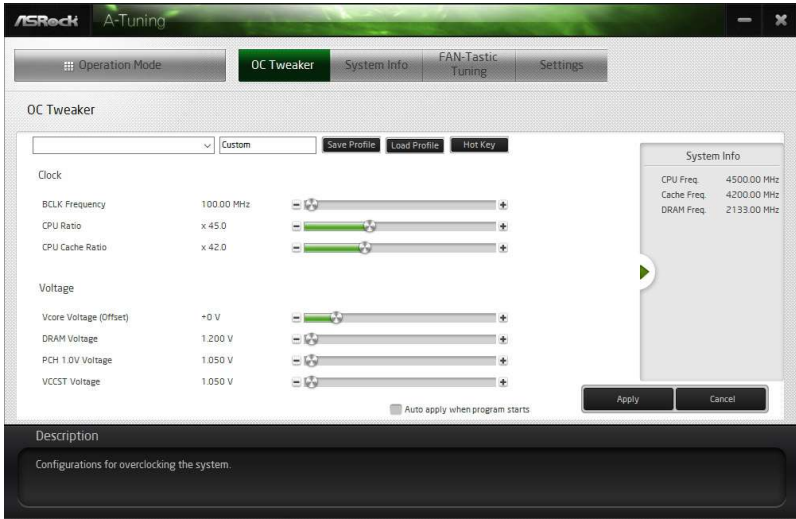 ASRock A-Tuning
Operation Mode OC Tweaker System Info FAN-Tastic Tuning Settings
OC Tweaker
Custom Save Profile Load Profile Hot Key
System Info
CPU Freq. 4500.00 MHz
Cache Freq. 4200.00 MHz
DRAM Freq. 2133.00 MHz
Clock
BCLK Frequency 100.00 MHz
CPU Ratio x 45.0
CPU Cache Ratio x 42.0
Voltage
Vcore Voltage (Offset) +0 V
DRAM Voltage 1.200 V
PCH 1.0V Voltage 1.050 V
VCCST Voltage 1.050 V
Auto apply when program starts
Apply Cancel
Description
Configurations for overclocking the system.